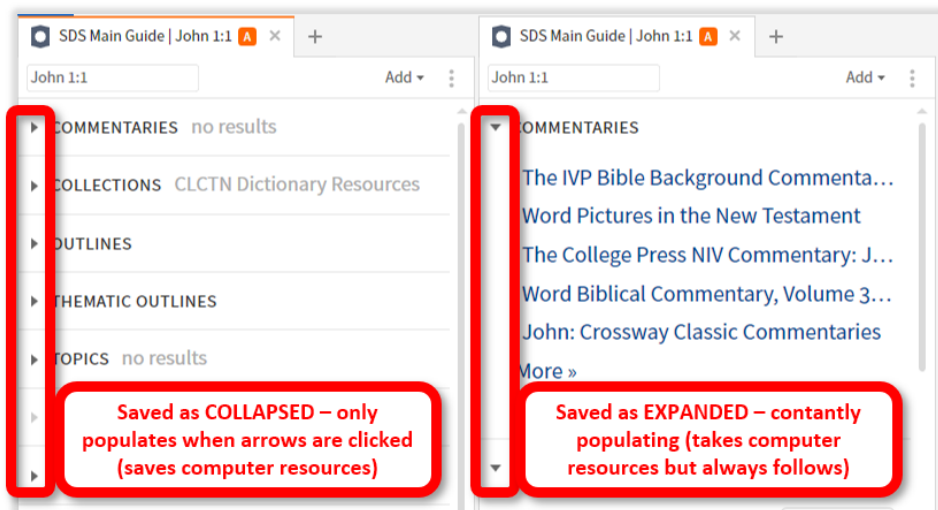 SDS Main Guide | John 1:1 A × +
John 1:1 Add
COMMENTARIES no results
COLLECTIONS CLCTN Dictionary Resources
OUTLINES
THEMATIC OUTLINES
TOPICS no results
Saved as COLLAPSED – only
populates when arrows are clicked
(saves computer resources)
SDS Main Guide | John 1:1 A × +
John 1:1 Add
COMMENTARIES
The IVP Bible Background Commenta...
Word Pictures in the New Testament
The College Press NIV Commentary: J...
Word Biblical Commentary, Volume 3...
John: Crossway Classic Commentaries
More »
Saved as EXPANDED – contantly
populating (takes computer
resources but always follows)